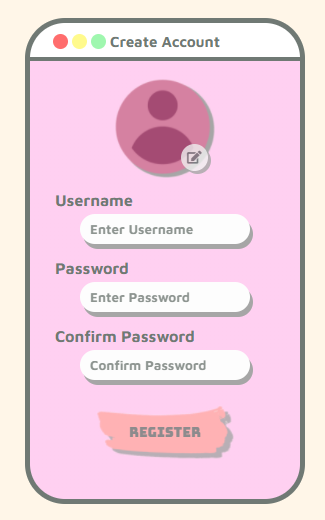 Create Account
Username
Enter Username
Password
Enter Password
Confirm Password
Confirm Password
REGISTER